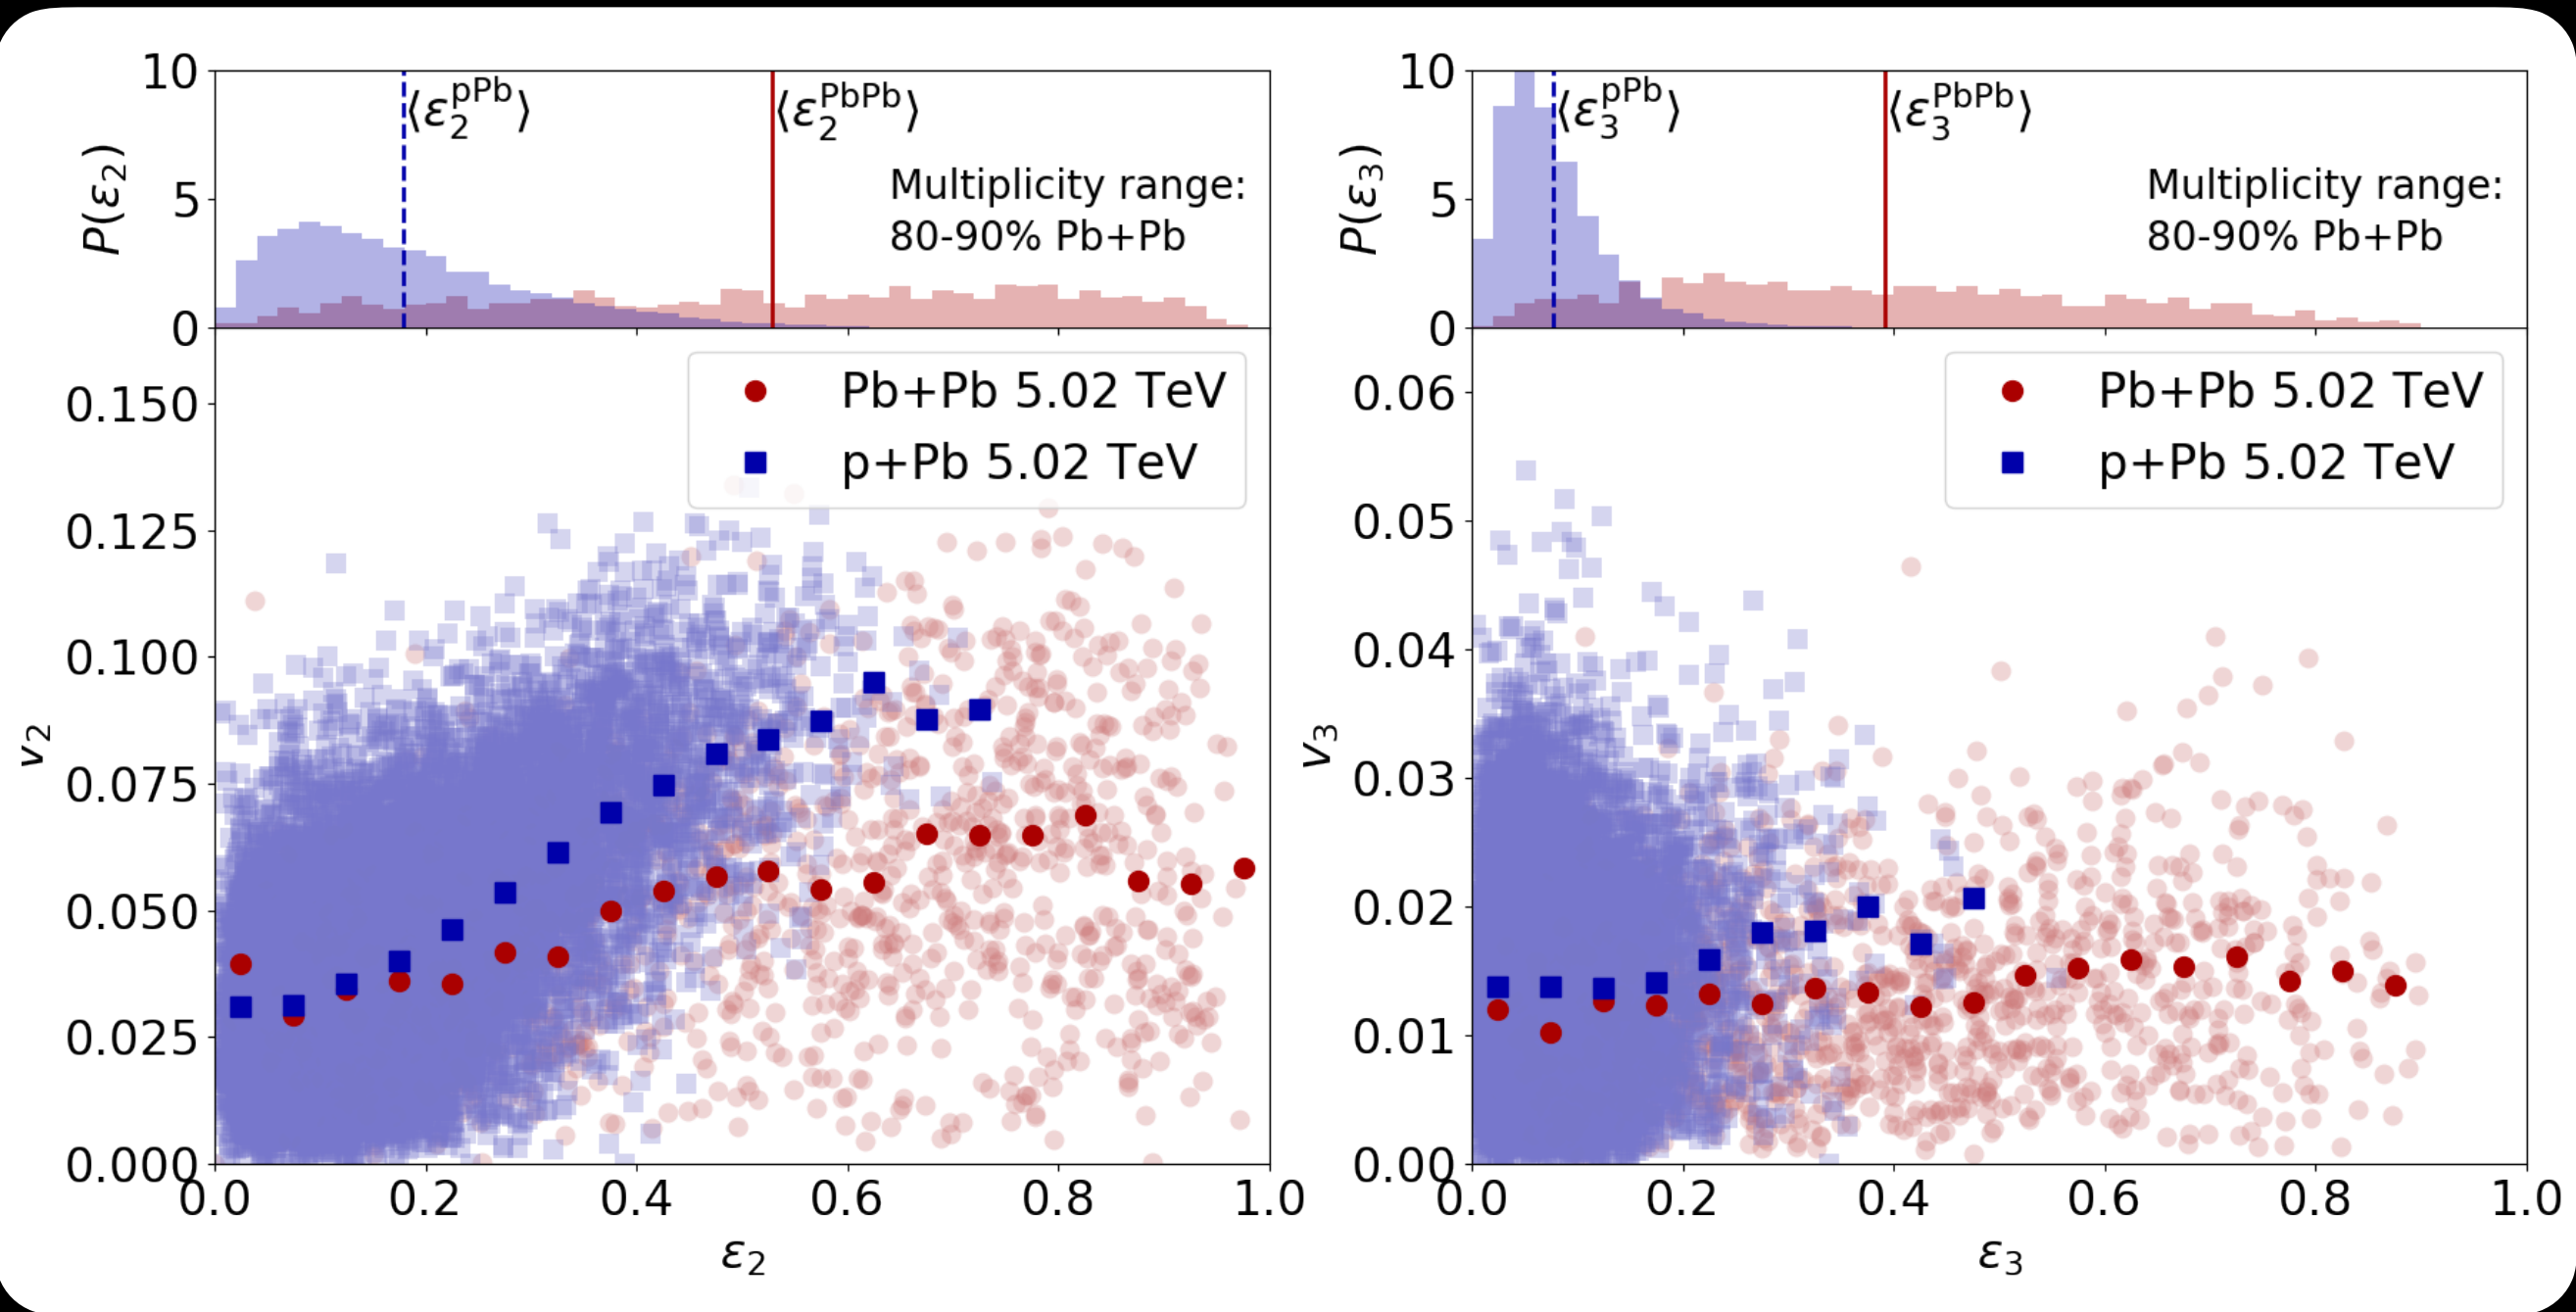 10
5
0
P(ε2)
⟨ε2^pPb⟩
⟨ε2^PbPb⟩
Multiplicity range:
80-90% Pb+Pb
0.150
0.125
0.100
0.075
0.050
0.025
0.000
v2
Pb+Pb 5.02 TeV
p+Pb 5.02 TeV
0.0 0.2 0.4 0.6 0.8 1.0
ε2
10
5
0
P(ε3)
⟨ε3^pPb⟩
⟨ε3^PbPb⟩
Multiplicity range:
80-90% Pb+Pb
0.06
0.05
0.04
0.03
0.02
0.01
0.00
v3
Pb+Pb 5.02 TeV
p+Pb 5.02 TeV
0.0 0.2 0.4 0.6 0.8 1.0
ε3